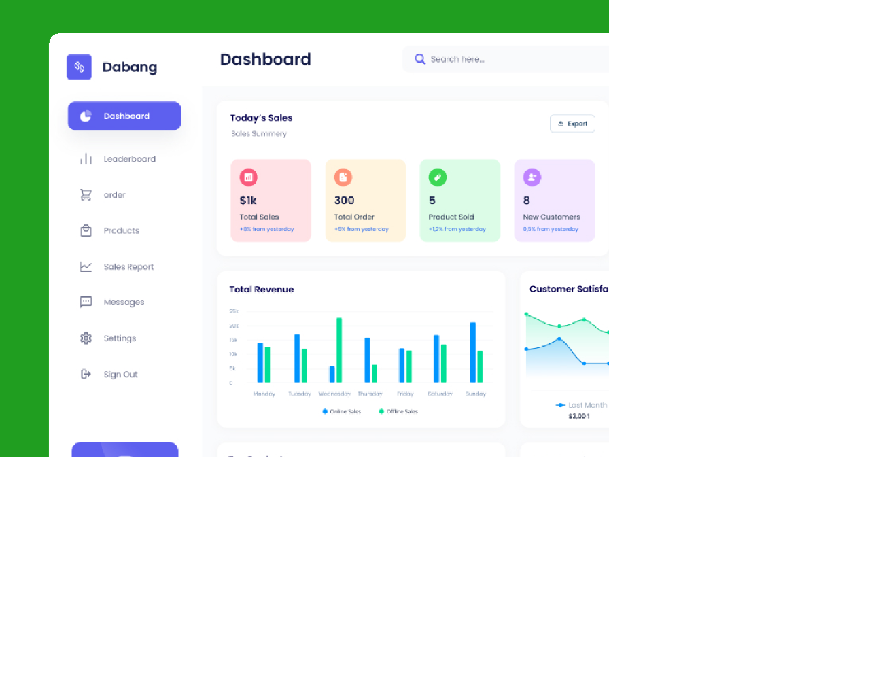 Dabang
Dashboard
Search here...
Dashboard
Leaderboard
order
Products
Sales Report
Messages
Settings
Sign Out
Today's Sales
Sales Summery
Export
$1k
Total Sales
+8% from yesterday
300
Total Order
+5% from yesterday
5
Product Sold
+1,2% from yesterday
8
New Customers
0,5% from yesterday
Total Revenue
25k
20k
15k
10k
5k
0
Monday Tuesday Wednesday Thursday Friday Saturday Sunday
Online Sales Offline Sales
Customer Satisfa
Last Month